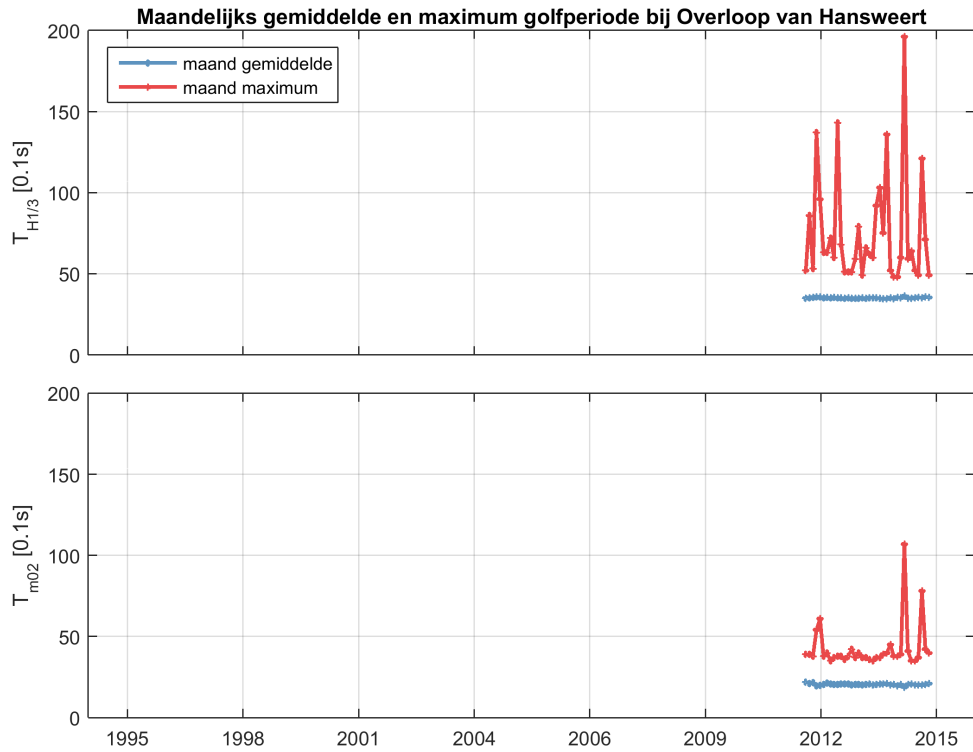 Maandelijks gemiddelde en maximum golfperiode bij Overloop van Hansweert
maand gemiddelde
maand maximum
T_H1/3 [0.1s]
200
150
100
50
0
T_m02 [0.1s]
200
150
100
50
0
1995 1998 2001 2004 2006 2009 2012 2015